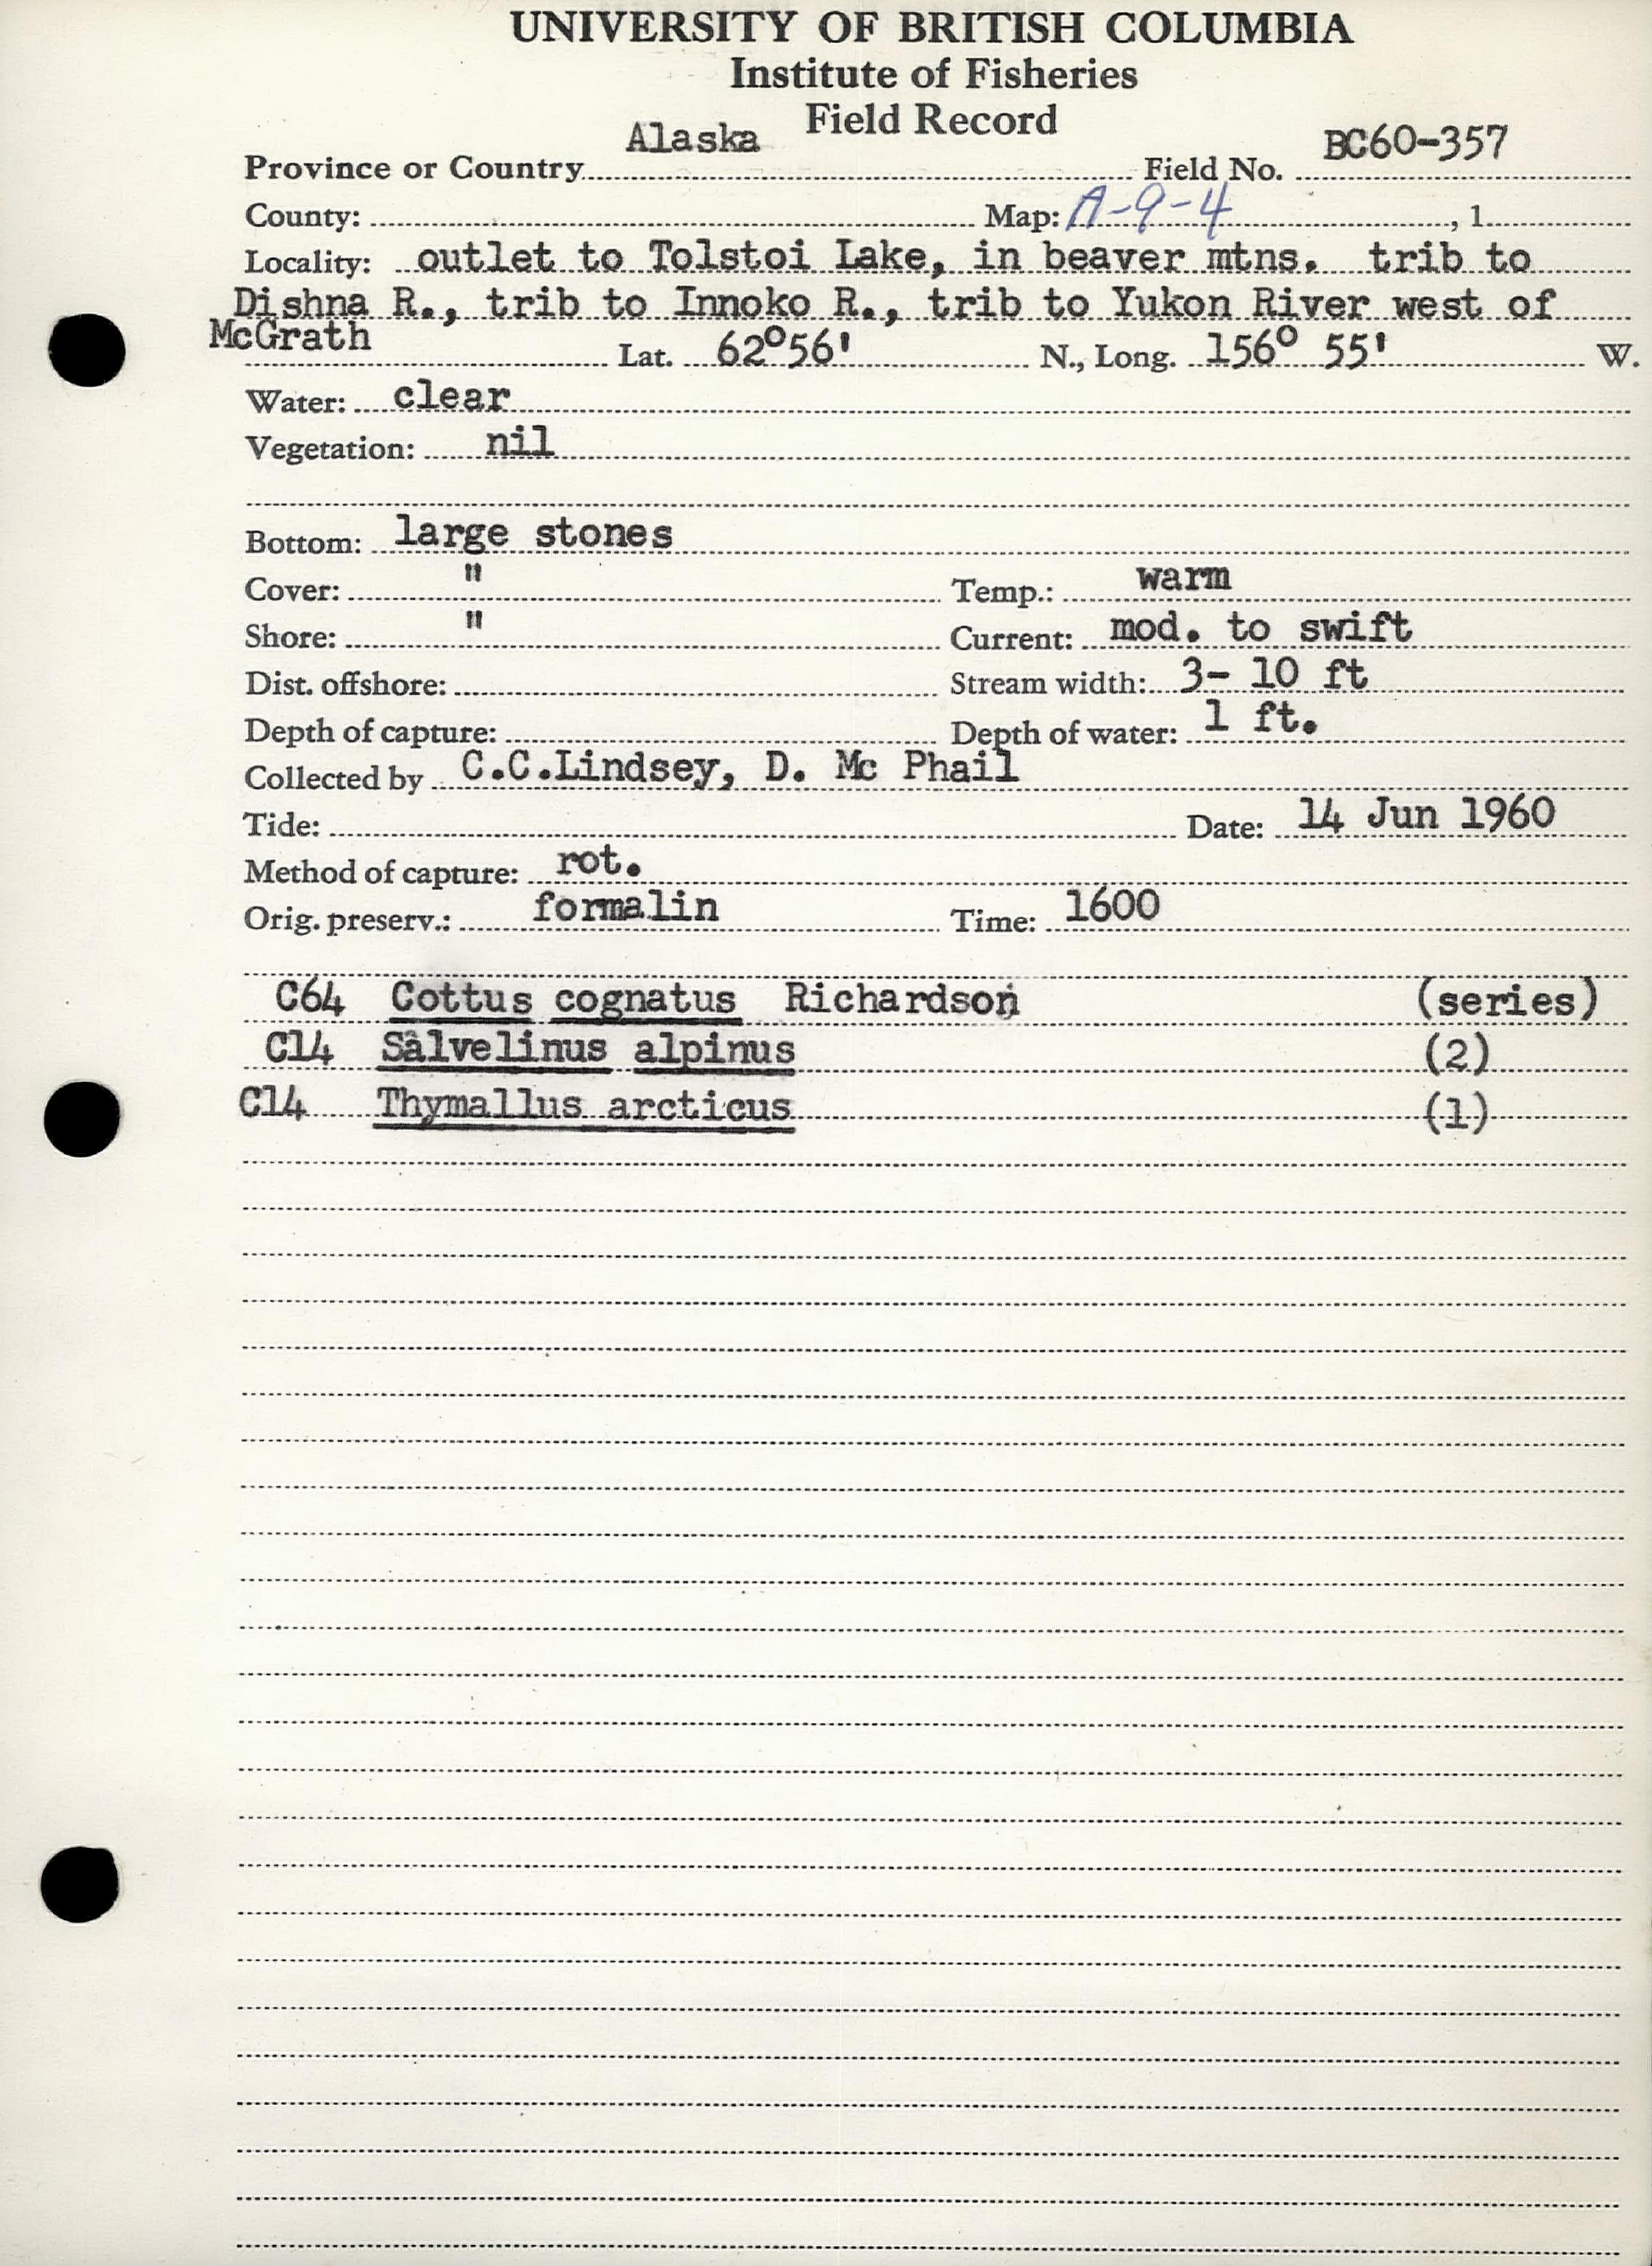 UNIVERSITY OF BRITISH COLUMBIA
Institute of Fisheries
Field Record
Province or Country Alaska Field No. BC60-357
County: Map: A-9-4 , 1
Locality: outlet to Tolstoi Lake, in beaver mtns. trib to
Dishna R., trib to Innoko R., trib to Yukon River west of
McGrath Lat. 62°56' N., Long. 156° 55' W.
Water: clear
Vegetation: nil
Bottom: large stones
Cover: " Temp.: warm
Shore: " Current: mod. to swift
Dist. offshore: Stream width: 3- 10 ft
Depth of capture: Depth of water: 1 ft.
Collected by C.C.Lindsey, D. Mc Phail
Tide: Date: 14 Jun 1960
Method of capture: rot.
Orig. preserv.: formalin Time: 1600
C64 Cottus cognatus Richardson (series)
C14 Salvelinus alpinus (2)
C14 Thymallus arcticus (1)